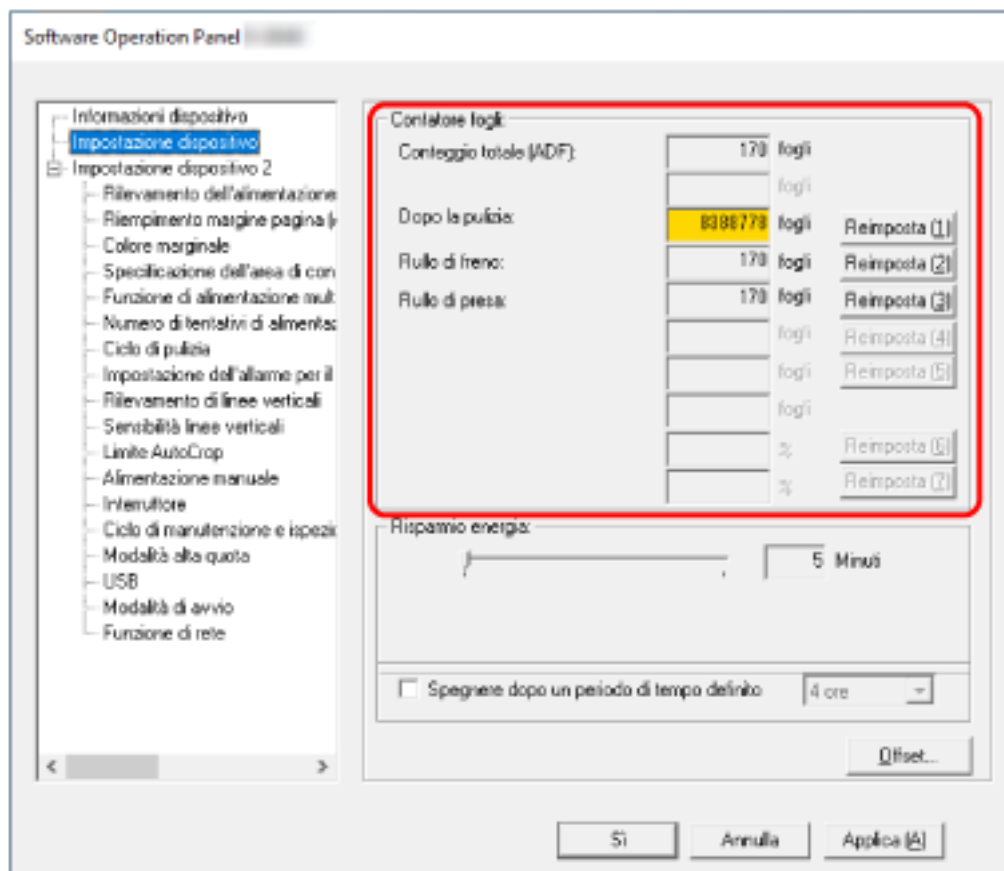 Software Operation Panel
Informazioni dispositivo
Impostazione dispositivo
Impostazione dispositivo 2
Rilevamento dell'alimentazione
Riempimento margine pagina (
Colore marginale
Specificazione dell'area di con
Funzione di alimentazione mult
Numero di tentativi di alimentaz
Ciclo di pulizia
Impostazione dell'allarme per il
Rilevamento di linee verticali
Sensibilità linee verticali
Limite AutoCrop
Alimentazione manuale
Interruttore
Ciclo di manutenzione e ispezio
Modalità alta quota
USB
Modalità di avvio
Funzione di rete
Contatore fogli:
Conteggio totale (ADF): 170 fogli
fogli
Dopo la pulizia: 8388778 fogli Reimposta (1)
Rullo di freno: 170 fogli Reimposta (2)
Rullo di presa: 170 fogli Reimposta (3)
fogli Reimposta (4)
fogli Reimposta (5)
fogli
% Reimposta (6)
% Reimposta (7)
Risparmio energia:
5 Minuti
Spegnere dopo un periodo di tempo definito 4 ore
Offset...
Sì Annulla Applica (A)